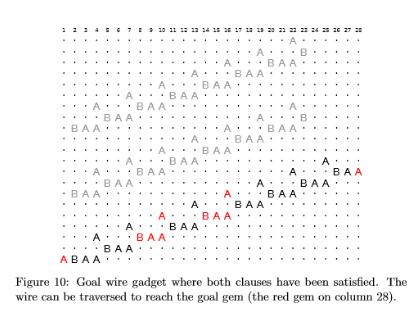 1 2 3 4 5 6 7 8 9 10 11 12 13 14 15 16 17 18 19 20 21 22 23 24 25 26 27 28
· · · · · · · · · · · · · · · · · · · · · A · · · · · ·
· · · · · · · · · · · · · · · · · · A · · · B · · · · ·
· · · · · · · · · · · · · · · A · · · B A A · · · · · ·
· · · · · · · · · · · · A · · · B A A · · · · · · · · ·
· · · · · · · · · A · · · B A A · · · · · · · · · · · ·
· · · · · · A · · · B A A · · · · · · · · · · · · · · ·
· · · A · · · B A A · · · · · · · · · · · A · · · · · ·
· · · · B A A · · · · · · · · · · · A · · · B · · · · ·
· B A A · · · · · · · · · · · A · · · B A A · · · · · ·
· · · · · · · · · · · · A · · · B A A · · · · · · · · ·
· · · · · · · · · A · · · B A A · · · · · · · · · · · ·
· · · · · · A · · · B A A · · · · · · · · · · · A · · ·
· · · A · · · B A A · · · · · · · · · · · A · · · B A A
· · · · B A A · · · · · · · · · · · A · · · B A A · · ·
· B A A · · · · · · · · · · · A · · · B A A · · · · · ·
· · · · · · · · · · · · A · · · B A A · · · · · · · · ·
· · · · · · · · · A · · · B A A · · · · · · · · · · · ·
· · · · · · A · · · B A A · · · · · · · · · · · · · · ·
· · · A · · · B A A · · · · · · · · · · · · · · · · · ·
· · · · B A A · · · · · · · · · · · · · · · · · · · · ·
A B A A · · · · · · · · · · · · · · · · · · · · · · · ·
Figure 10: Goal wire gadget where both clauses have been satisfied. The
wire can be traversed to reach the goal gem (the red gem on column 28).